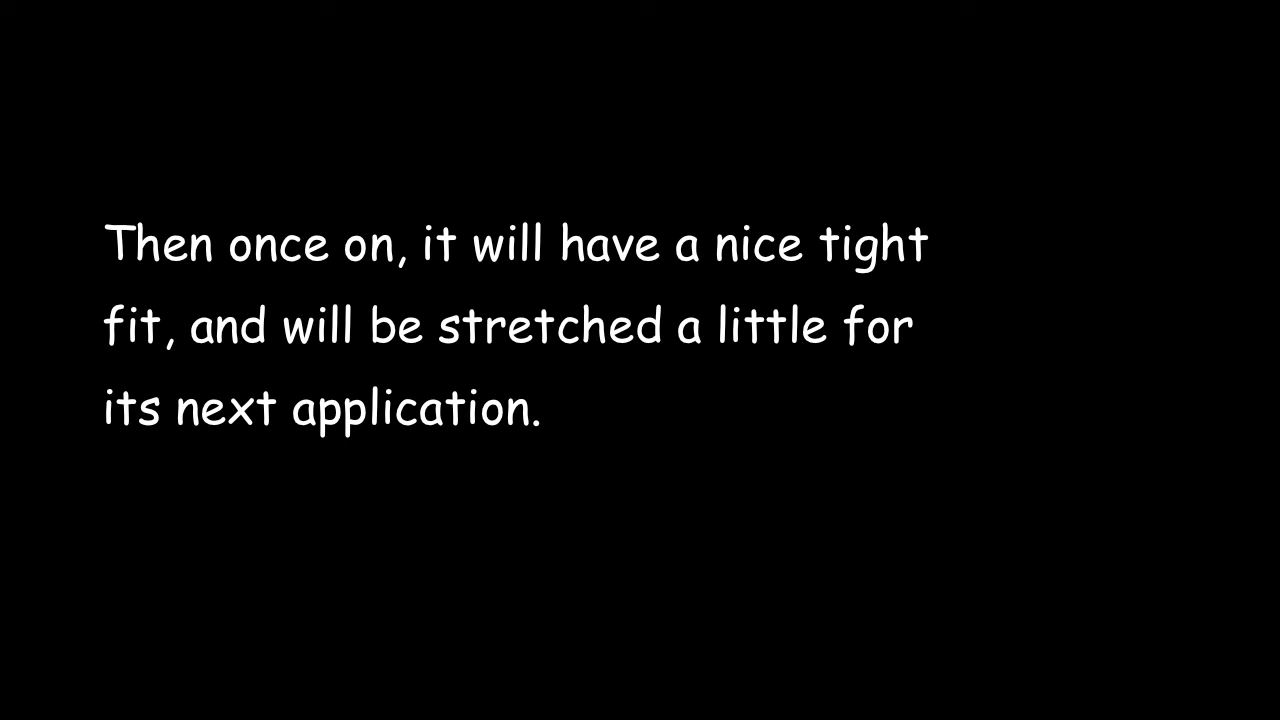 Then once on, it will have a nice tight
fit, and will be stretched a little for
its next application.